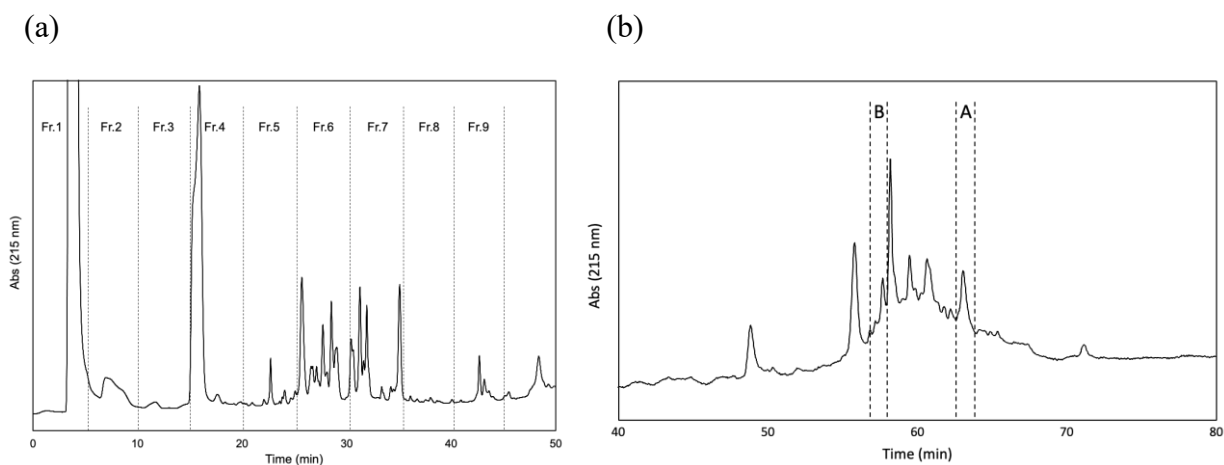 (a)
(b)
Fr.1 Fr.2 Fr.3 Fr.4 Fr.5 Fr.6 Fr.7 Fr.8 Fr.9
Abs (215 nm)
0 10 20 30 40 50
Time (min)
B A
Abs (215 nm)
40 50 60 70 80
Time (min)